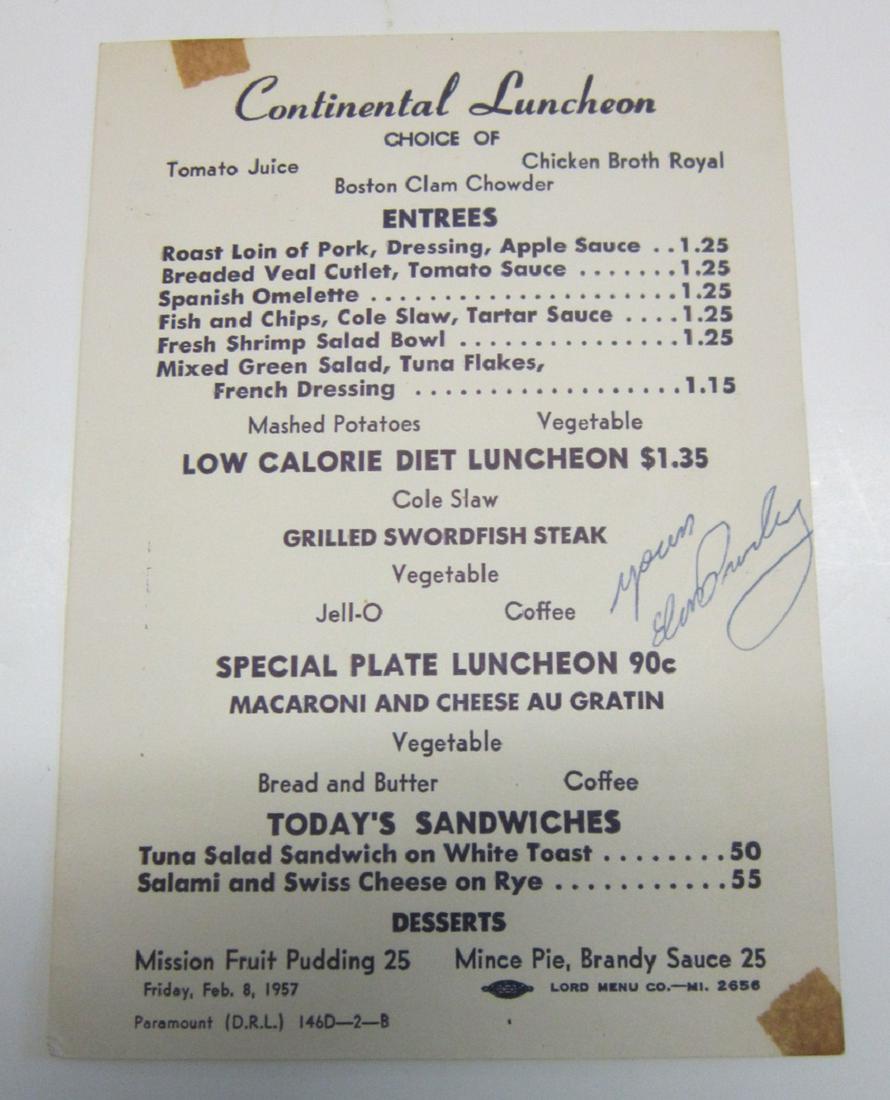 Continental Luncheon
CHOICE OF
Tomato Juice Chicken Broth Royal
Boston Clam Chowder
ENTREES
Roast Loin of Pork, Dressing, Apple Sauce . . 1.25
Breaded Veal Cutlet, Tomato Sauce . . . . . . . 1.25
Spanish Omelette . . . . . . . . . . . . . . . . . . . . . 1.25
Fish and Chips, Cole Slaw, Tartar Sauce . . . . 1.25
Fresh Shrimp Salad Bowl . . . . . . . . . . . . . . . 1.25
Mixed Green Salad, Tuna Flakes,
French Dressing . . . . . . . . . . . . . . . . . . 1.15
Mashed Potatoes Vegetable
LOW CALORIE DIET LUNCHEON $1.35
Cole Slaw
GRILLED SWORDFISH STEAK
Vegetable
Jell-O Coffee
yours
Elvis Presley
SPECIAL PLATE LUNCHEON 90c
MACARONI AND CHEESE AU GRATIN
Vegetable
Bread and Butter Coffee
TODAY'S SANDWICHES
Tuna Salad Sandwich on White Toast . . . . . . . . 50
Salami and Swiss Cheese on Rye . . . . . . . . . . . 55
DESSERTS
Mission Fruit Pudding 25 Mince Pie, Brandy Sauce 25
Friday, Feb. 8, 1957 LORD MENU CO.—MI. 2656
Paramount (D.R.L.) 146D—2—B